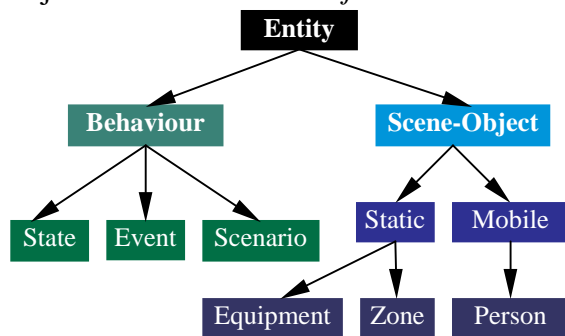 Entity
Behaviour
Scene-Object
State
Event
Scenario
Static
Mobile
Equipment
Zone
Person